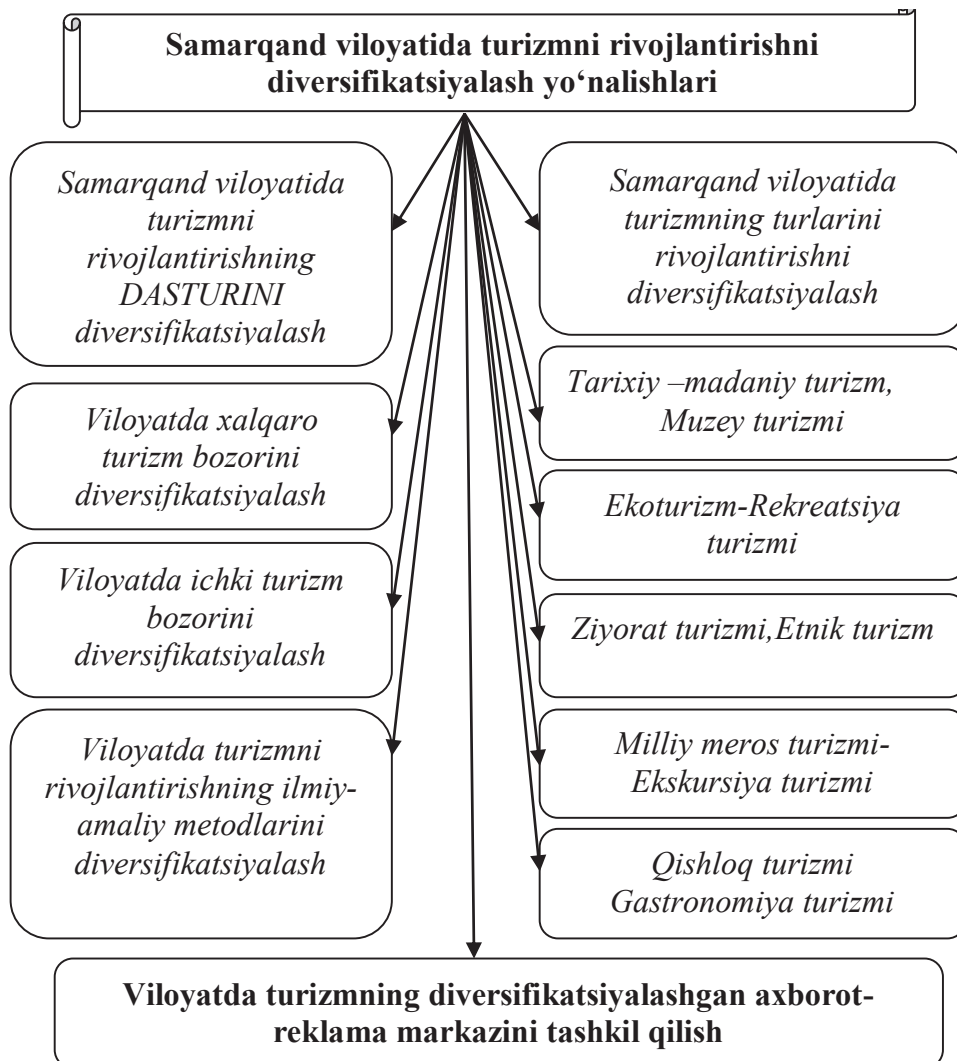 Samarqand viloyatida turizmni rivojlantirishni
diversifikatsiyalash yo‘nalishlari
Samarqand viloyatida
turizmni
rivojlantirishning
DASTURINI
diversifikatsiyalash
Viloyatda xalqaro
turizm bozorini
diversifikatsiyalash
Viloyatda ichki turizm
bozorini
diversifikatsiyalash
Viloyatda turizmni
rivojlantirishning ilmiy-
amaliy metodlarini
diversifikatsiyalash
Samarqand viloyatida
turizmning turlarini
rivojlantirishni
diversifikatsiyalash
Tarixiy –madaniy turizm,
Muzey turizmi
Ekoturizm-Rekreatsiya
turizmi
Ziyorat turizmi,Etnik turizm
Milliy meros turizmi-
Ekskursiya turizmi
Qishloq turizmi
Gastronomiya turizmi
Viloyatda turizmning diversifikatsiyalashgan axborot-
reklama markazini tashkil qilish